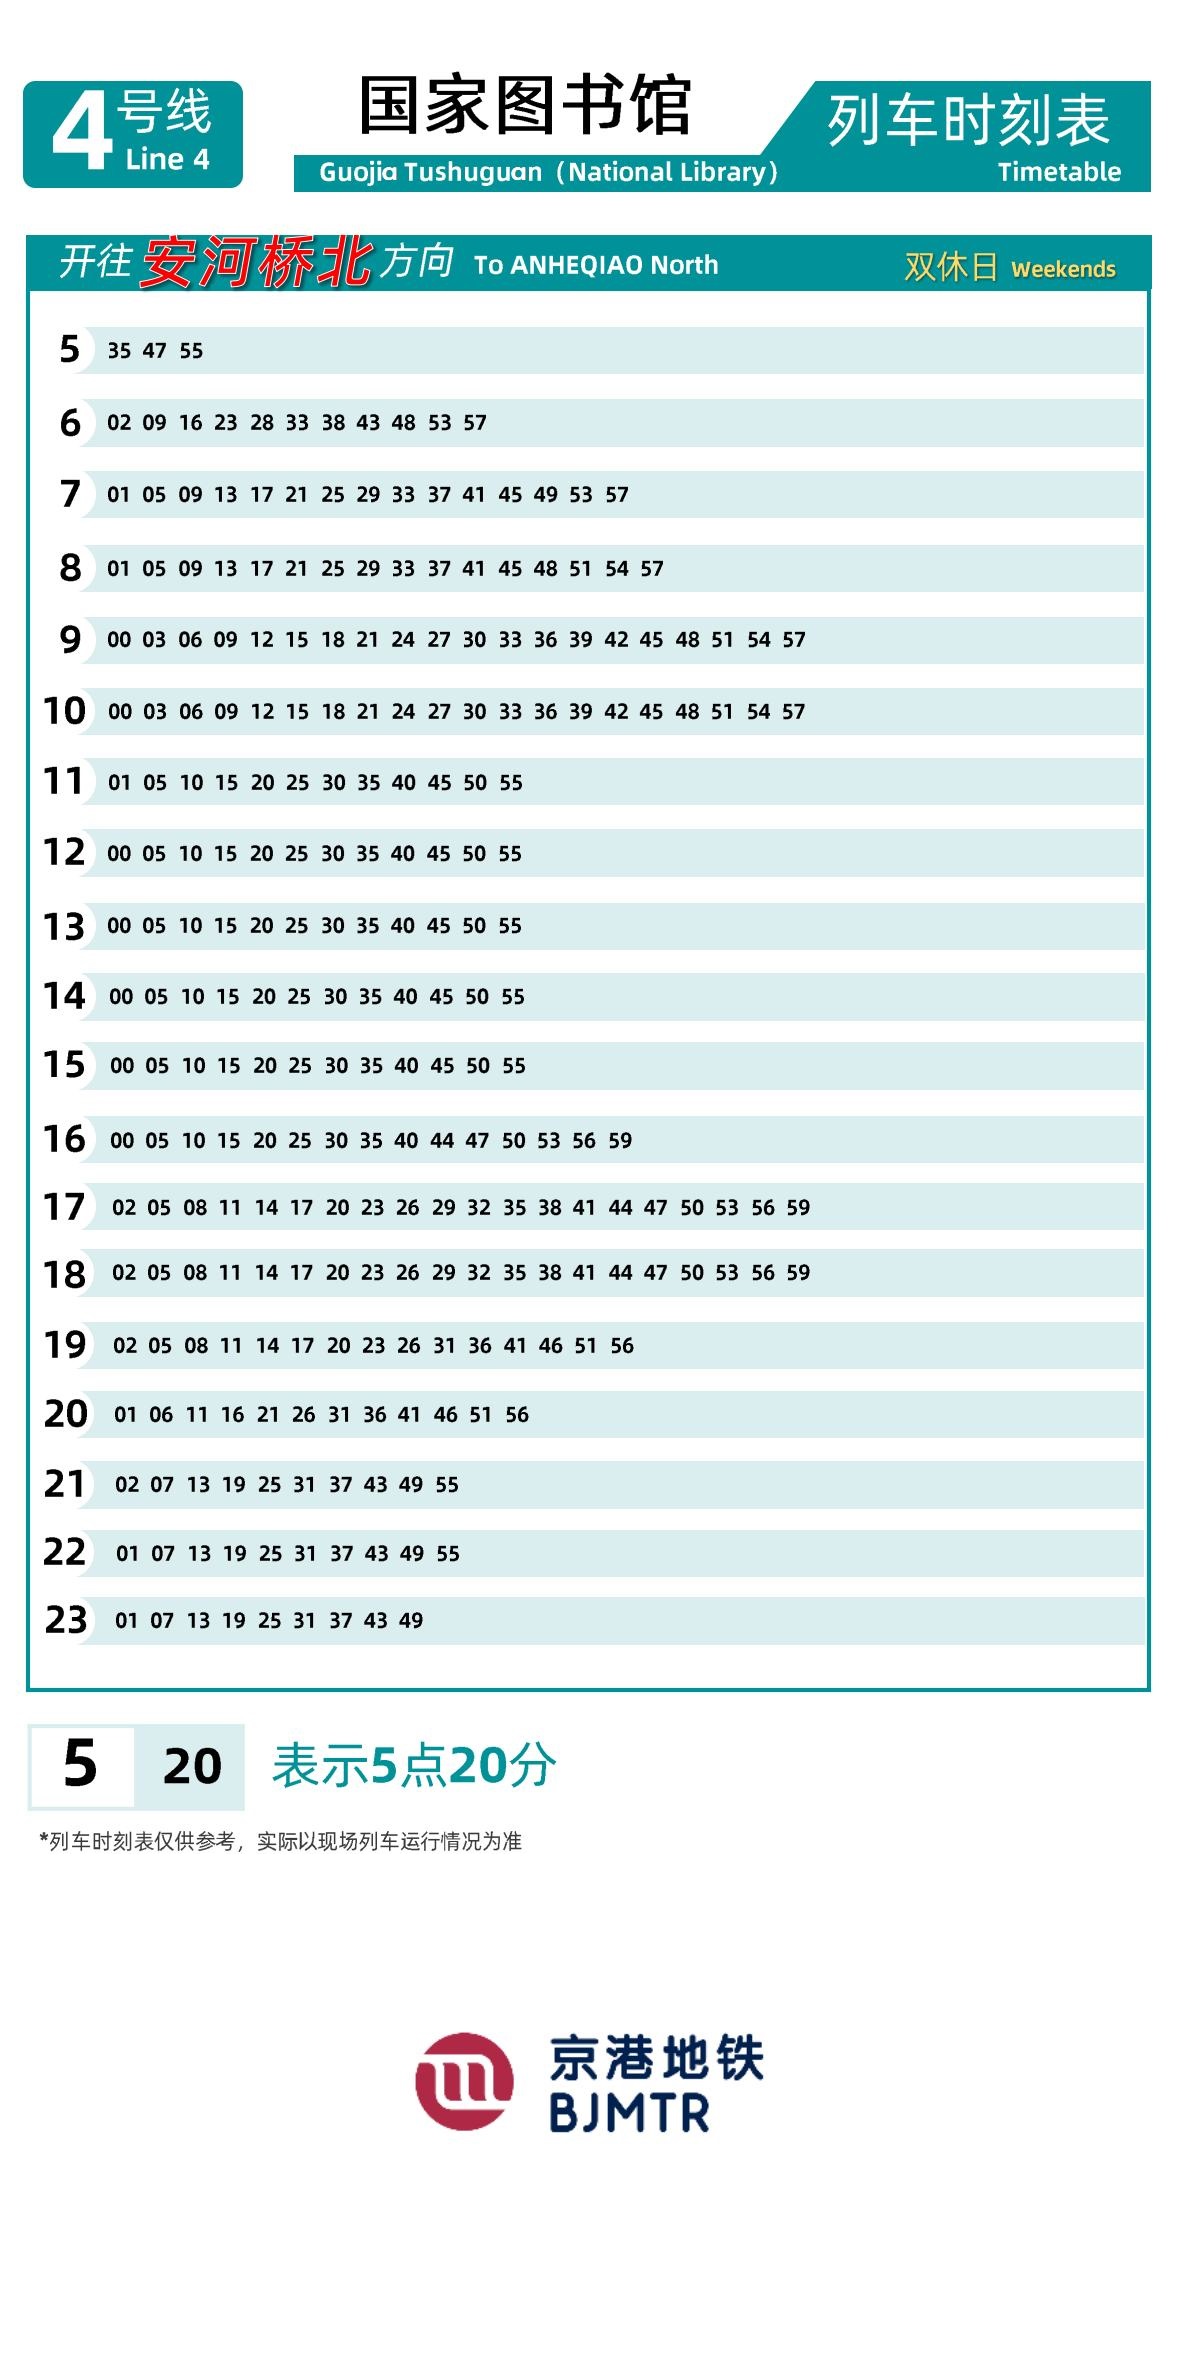 4号线
Line 4
国家图书馆
Guojia Tushuguan（National Library）
列车时刻表
Timetable
开往 安河桥北 方向 To ANHEQIAO North 双休日 Weekends
5 35 47 55
6 02 09 16 23 28 33 38 43 48 53 57
7 01 05 09 13 17 21 25 29 33 37 41 45 49 53 57
8 01 05 09 13 17 21 25 29 33 37 41 45 48 51 54 57
9 00 03 06 09 12 15 18 21 24 27 30 33 36 39 42 45 48 51 54 57
10 00 03 06 09 12 15 18 21 24 27 30 33 36 39 42 45 48 51 54 57
11 01 05 10 15 20 25 30 35 40 45 50 55
12 00 05 10 15 20 25 30 35 40 45 50 55
13 00 05 10 15 20 25 30 35 40 45 50 55
14 00 05 10 15 20 25 30 35 40 45 50 55
15 00 05 10 15 20 25 30 35 40 45 50 55
16 00 05 10 15 20 25 30 35 40 44 47 50 53 56 59
17 02 05 08 11 14 17 20 23 26 29 32 35 38 41 44 47 50 53 56 59
18 02 05 08 11 14 17 20 23 26 29 32 35 38 41 44 47 50 53 56 59
19 02 05 08 11 14 17 20 23 26 31 36 41 46 51 56
20 01 06 11 16 21 26 31 36 41 46 51 56
21 02 07 13 19 25 31 37 43 49 55
22 01 07 13 19 25 31 37 43 49 55
23 01 07 13 19 25 31 37 43 49
5 20 表示5点20分
*列车时刻表仅供参考，实际以现场列车运行情况为准
京港地铁
BJMTR